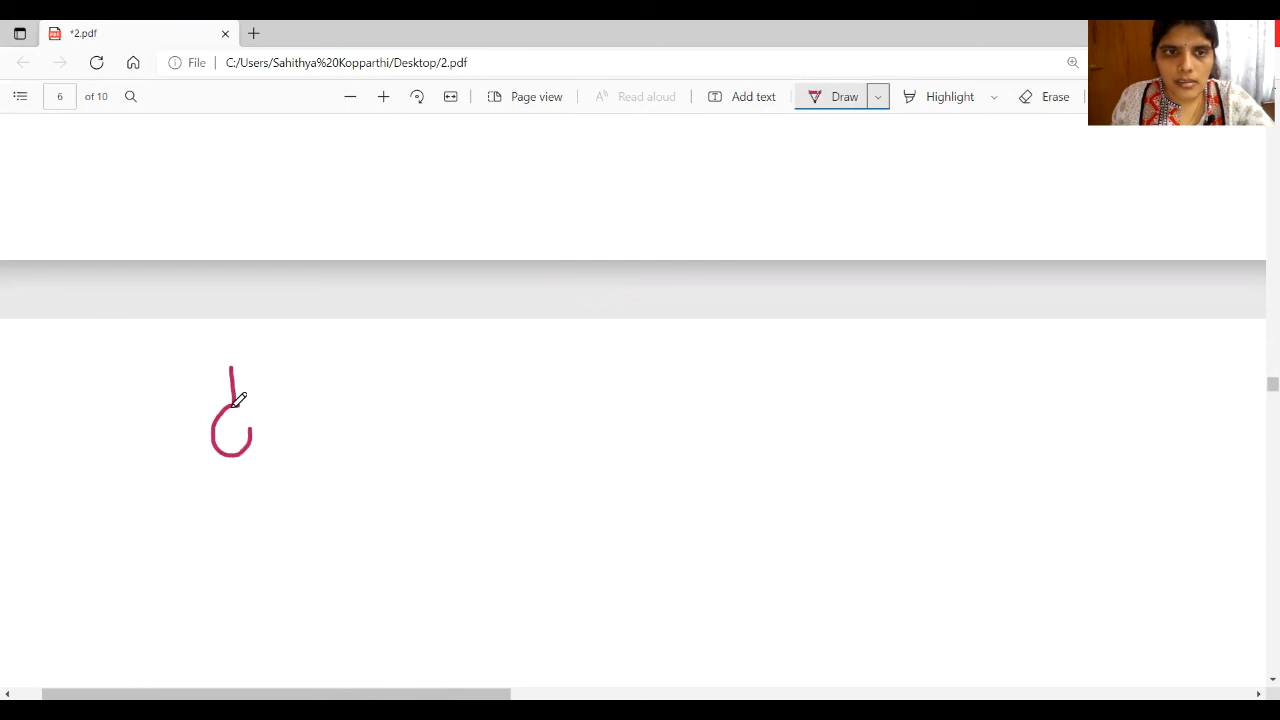 *2.pdf
File
C:/Users/Sahithya%20Kopparthi/Desktop/2.pdf
6 of 10 Page view Read aloud Add text Draw Highlight Erase